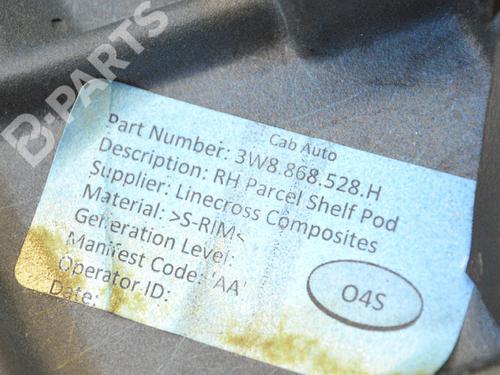 B-PARTS
Cab Auto
Part Number: 3W8.868.528.H
Description: RH Parcel Shelf Pod
Supplier: Linecross Composites
Material: >S-RIM<
Generation Level:
Manifest Code: 'AA'
Operator ID:
Date:
O4S